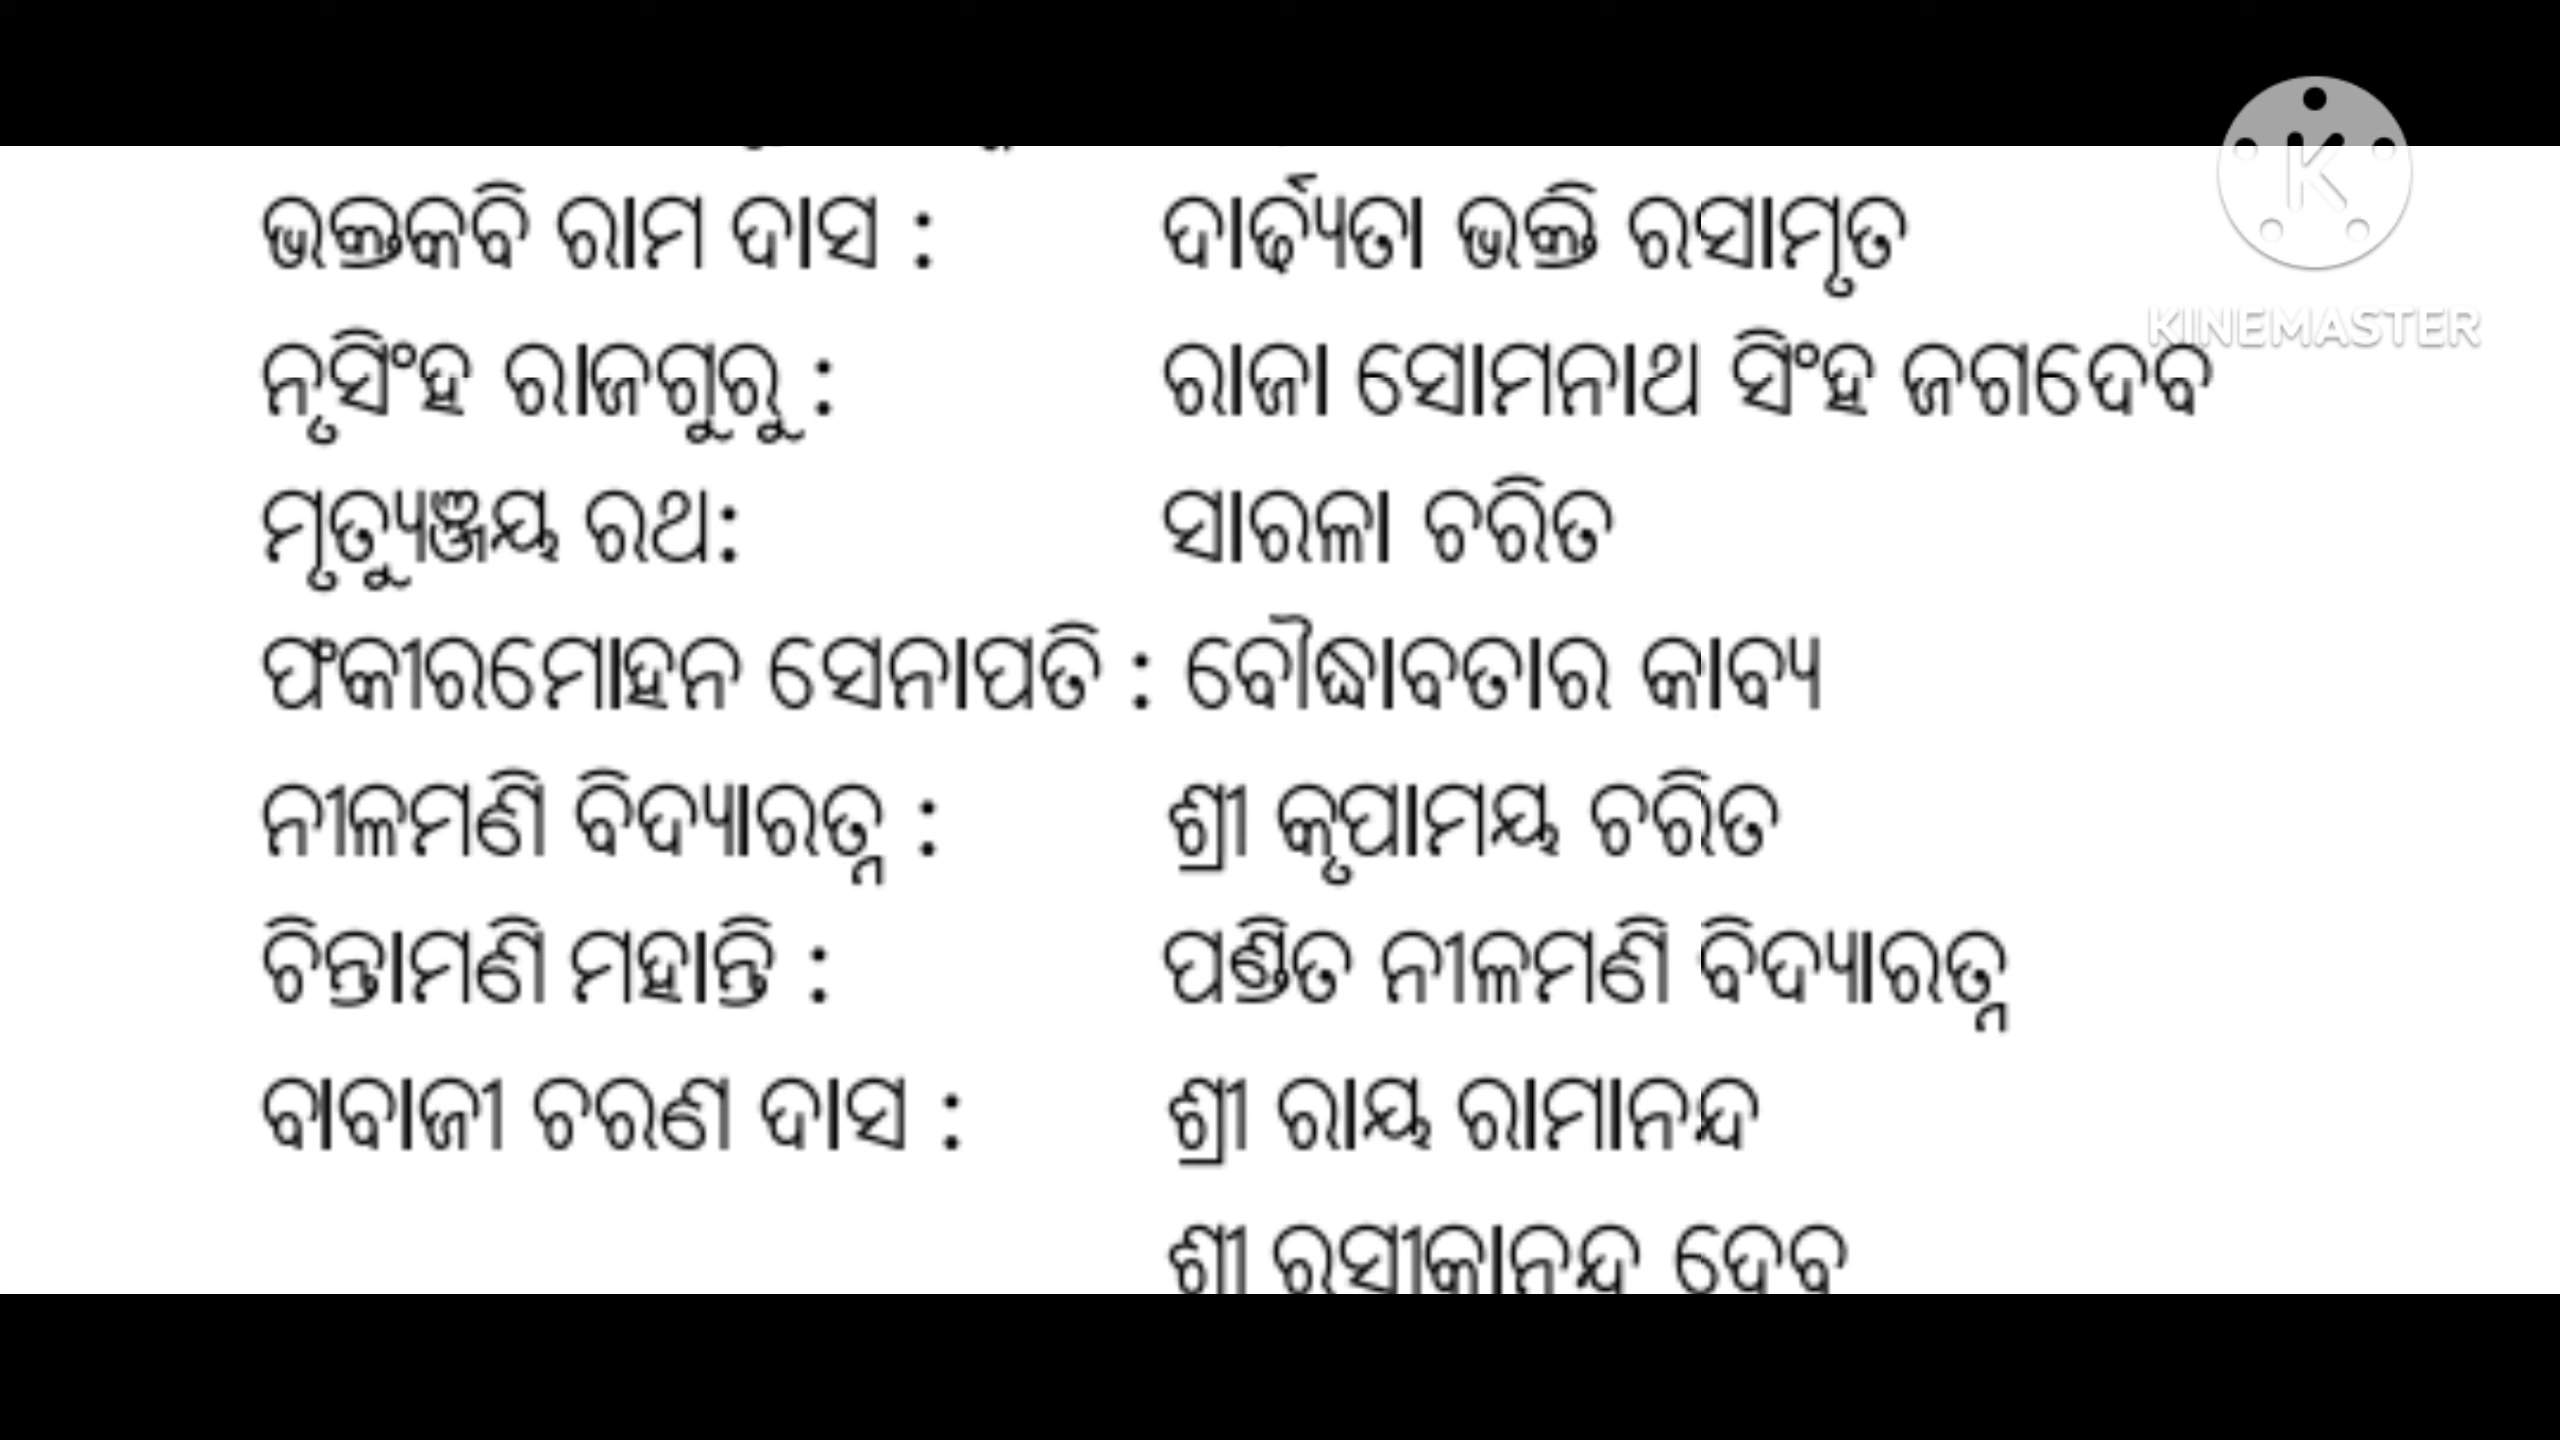 ଭକ୍ତକବି ରାମ ଦାସ : ଦାର୍ଢ୍ୟତା ଭକ୍ତି ରସାମୃତ
KINEMASTER
ନୃସିଂହ ରାଜଗୁରୁ : ରାଜା ସୋମନାଥ ସିଂହ ଜଗଦେବ
ମୃତ୍ୟୁଞ୍ଜୟ ରଥ: ସାରଳା ଚରିତ
ଫକୀରମୋହନ ସେନାପତି : ବୌଦ୍ଧାବତାର କାବ୍ୟ
ନୀଳମଣି ବିଦ୍ୟାରତ୍ନ : ଶ୍ରୀ କୃପାମୟ ଚରିତ
ଚିନ୍ତାମଣି ମହାନ୍ତି : ପଣ୍ଡିତ ନୀଳମଣି ବିଦ୍ୟାରତ୍ନ
ବାବାଜୀ ଚରଣ ଦାସ : ଶ୍ରୀ ରାୟ ରାମାନନ୍ଦ
ଶ୍ରୀ ରସୀକାନନ୍ଦ ଦେବ